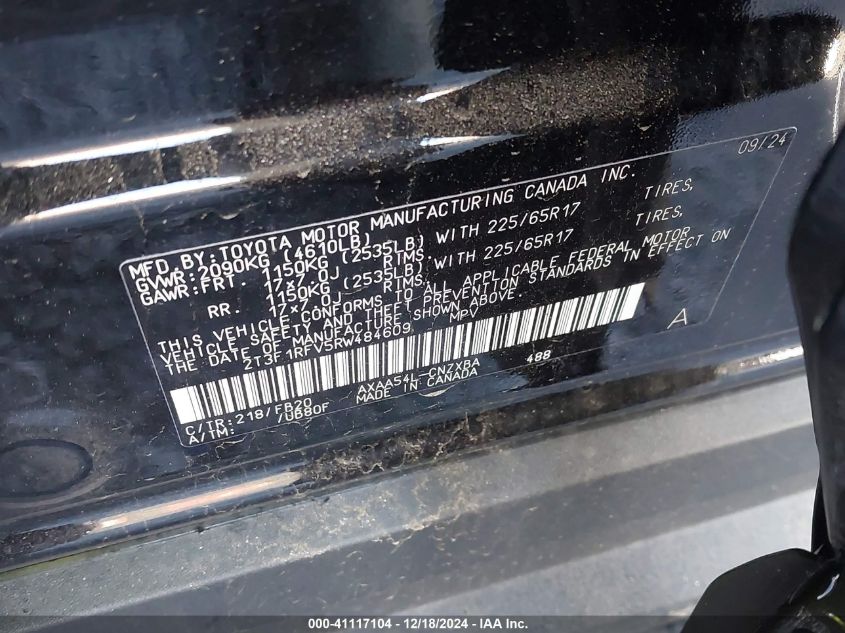 09/24
MFD. BY: TOYOTA MOTOR MANUFACTURING CANADA INC.
GVWR: 2090KG (4610LB)
GAWR: FRT. 1150KG (2535LB) WITH 225/65R17 TIRES,
17x7.0J RIMS.
RR. 1150KG (2535LB) WITH 225/65R17 TIRES,
17x7.0J RIMS.
THIS VEHICLE CONFORMS TO ALL APPLICABLE FEDERAL MOTOR
VEHICLE SAFETY AND THEFT PREVENTION STANDARDS IN EFFECT ON
THE DATE OF MANUFACTURE SHOWN ABOVE.
2T3F1RFV5RW484609 MPV
A
C/TR: 218/FB20 AXAA54L-CNZXBA 488
A/TM: /UB80F MADE IN CANADA
000-41117104 - 12/18/2024 - IAA Inc.